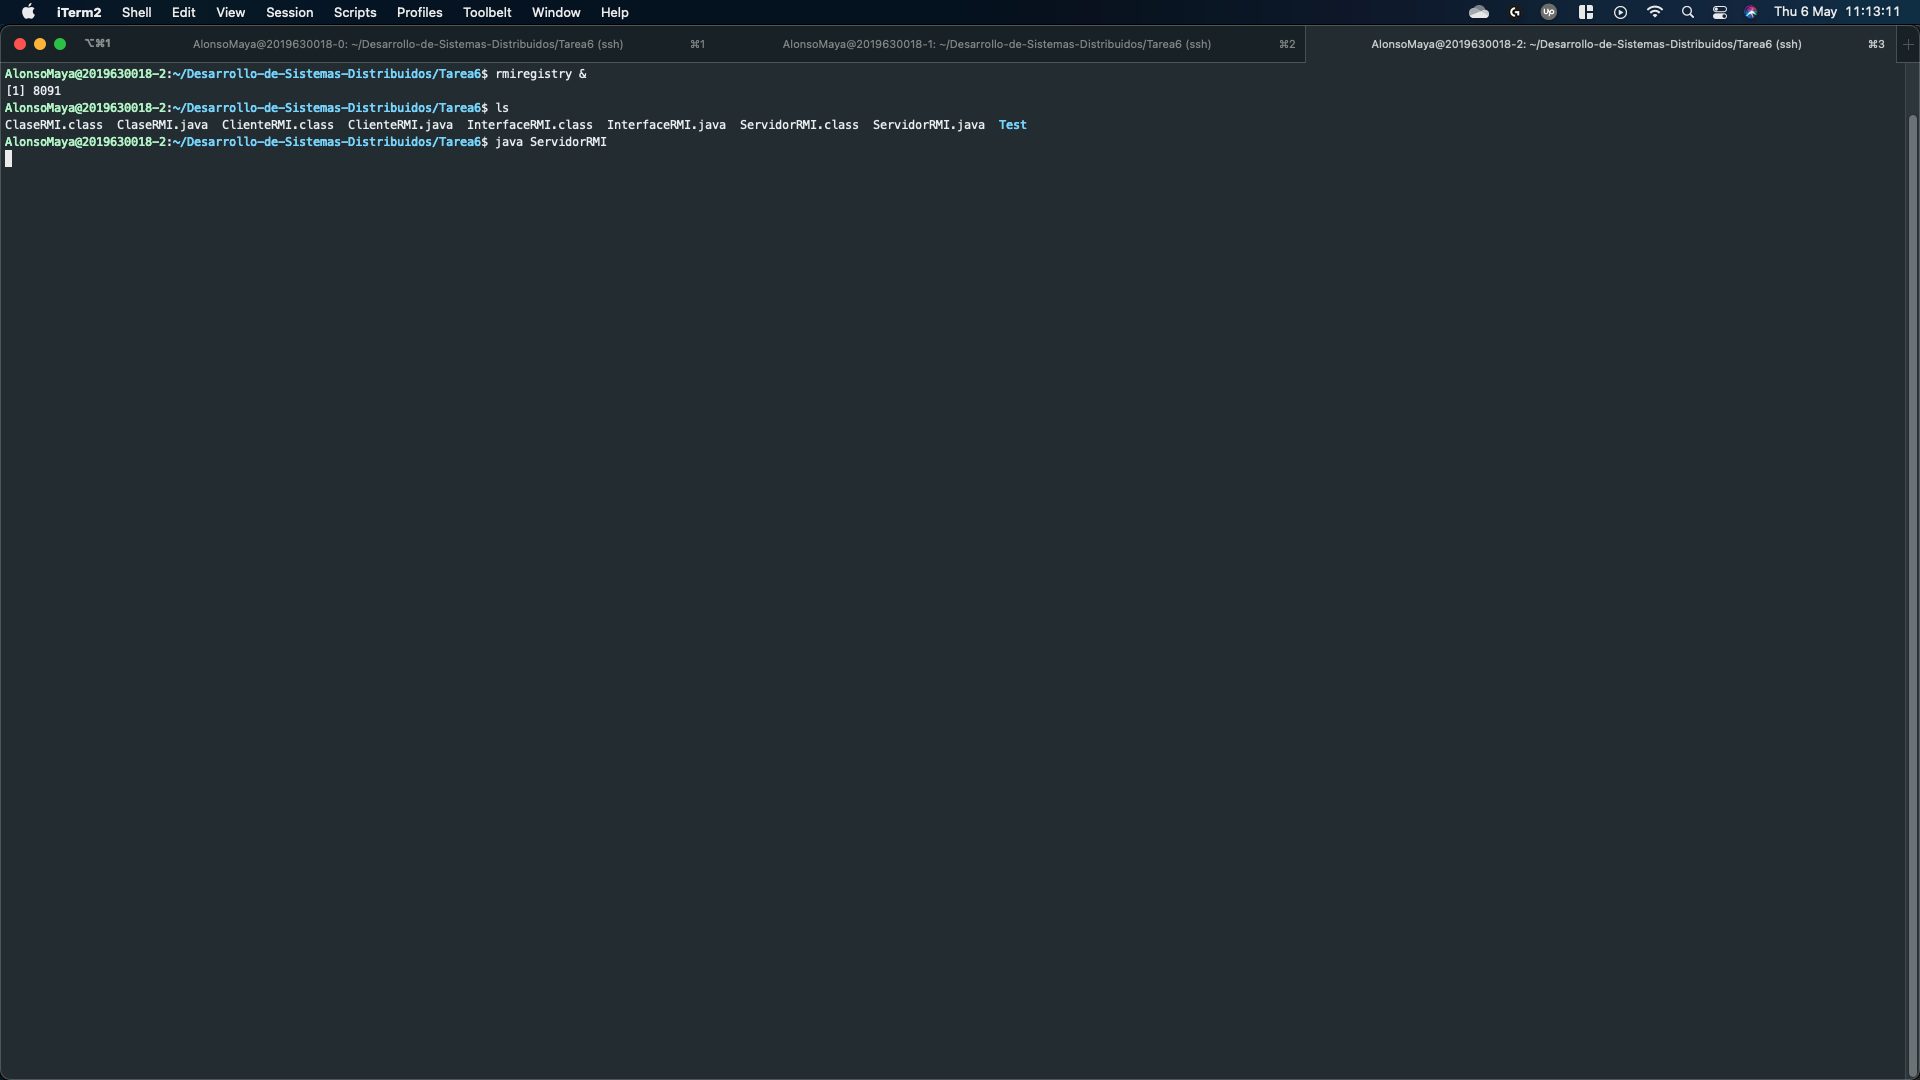 iTerm2 Shell Edit View Session Scripts Profiles Toolbelt Window Help Up Thu 6 May 11:13:11
⌥⌘1 AlonsoMaya@2019630018-0: ~/Desarrollo-de-Sistemas-Distribuidos/Tarea6 (ssh) ⌘1 AlonsoMaya@2019630018-1: ~/Desarrollo-de-Sistemas-Distribuidos/Tarea6 (ssh) ⌘2 AlonsoMaya@2019630018-2: ~/Desarrollo-de-Sistemas-Distribuidos/Tarea6 (ssh) ⌘3
AlonsoMaya@2019630018-2:~/Desarrollo-de-Sistemas-Distribuidos/Tarea6$ rmiregistry &
[1] 8091
AlonsoMaya@2019630018-2:~/Desarrollo-de-Sistemas-Distribuidos/Tarea6$ ls
ClaseRMI.class ClaseRMI.java ClienteRMI.class ClienteRMI.java InterfaceRMI.class InterfaceRMI.java ServidorRMI.class ServidorRMI.java Test
AlonsoMaya@2019630018-2:~/Desarrollo-de-Sistemas-Distribuidos/Tarea6$ java ServidorRMI